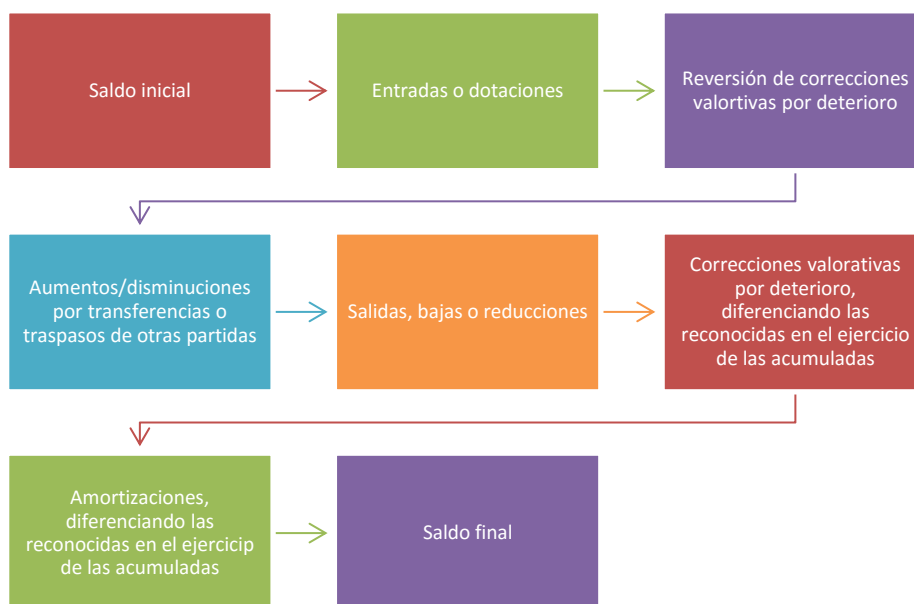 Saldo inicial
Entradas o dotaciones
Reversión de correcciones
valortivas por deterioro
Aumentos/disminuciones
por transferencias o
traspasos de otras partidas
Salidas, bajas o reducciones
Correcciones valorativas
por deterioro,
diferenciando las
reconocidas en el ejercicio
de las acumuladas
Amortizaciones,
diferenciando las
reconocidas en el ejercicip
de las acumuladas
Saldo final